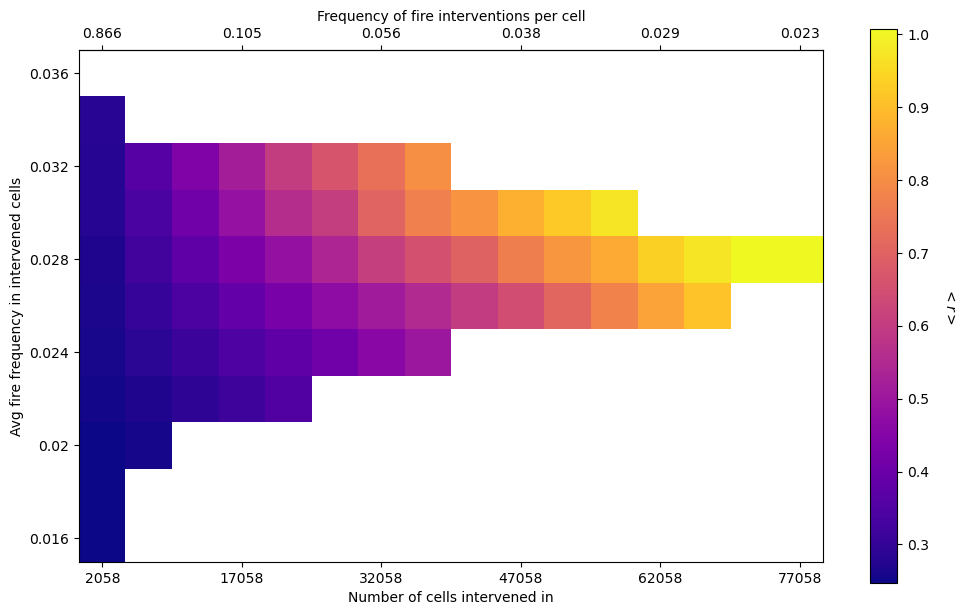 Frequency of fire interventions per cell
0.866 0.105 0.056 0.038 0.029 0.023
Avg fire frequency in intervened cells
0.036
0.032
0.028
0.024
0.02
0.016
2058 17058 32058 47058 62058 77058
Number of cells intervened in
1.0
0.9
0.8
0.7
0.6
0.5
0.4
0.3